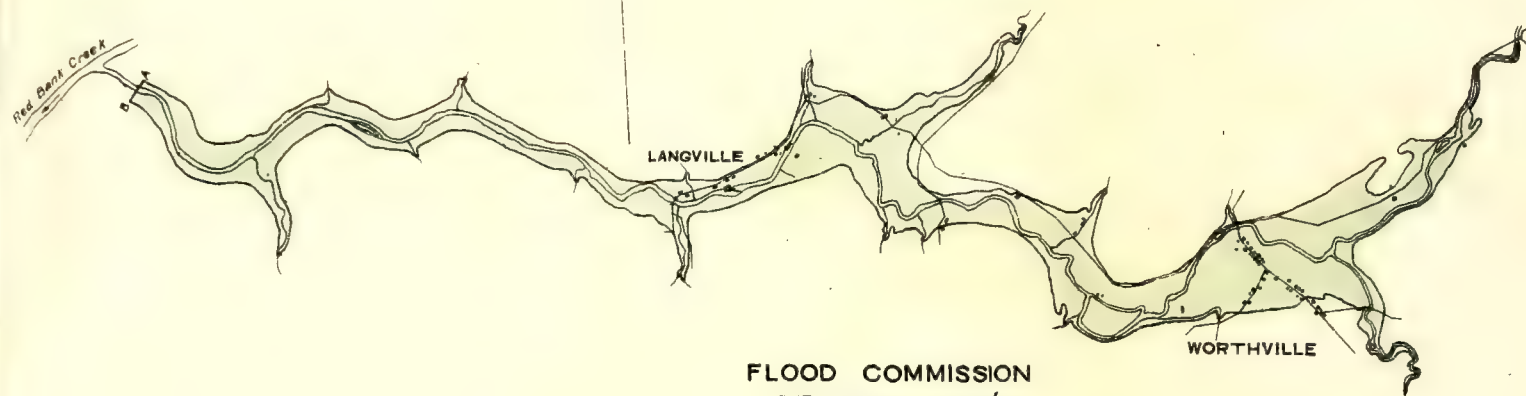 Red Bank Creek
A
B
LANGVILLE
WORTHVILLE
FLOOD COMMISSION